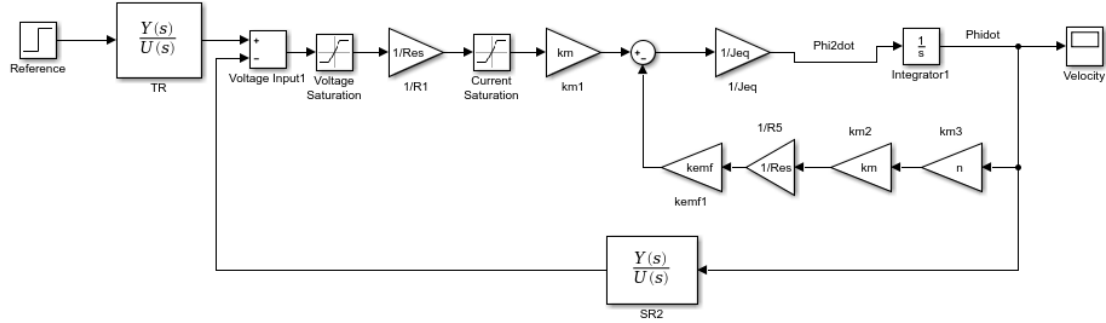 Reference
Y(s)
U(s)
TR
+
−
Voltage Input1
Voltage
Saturation
1/Res
1/R1
Current
Saturation
km
km1
+
−
1/Jeq
1/Jeq
Phi2dot
1
s
Integrator1
Phidot
Velocity
kemf
kemf1
1/R5
1/Res
km2
km
km3
n
Y(s)
U(s)
SR2